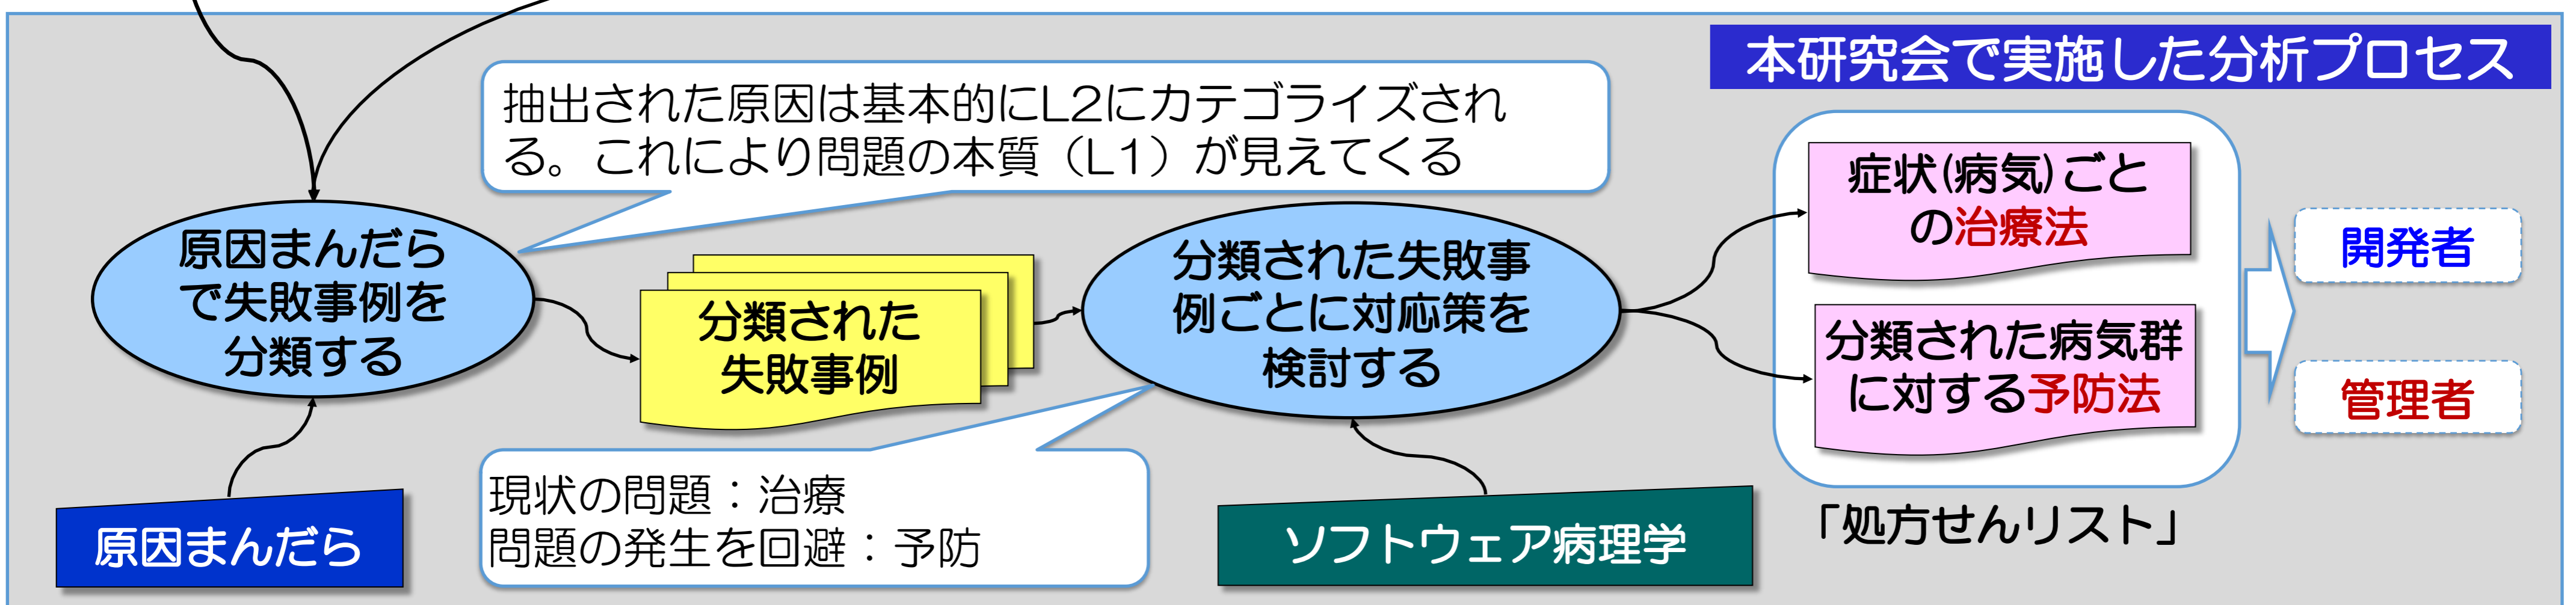 本研究会で実施した分析プロセス
抽出された原因は基本的にL2にカテゴライズされ
る。これにより問題の本質（L1）が見えてくる
原因まんだら
で失敗事例を
分類する
分類された
失敗事例
分類された失敗事
例ごとに対応策を
検討する
症状(病気)ごと
の治療法
分類された病気群
に対する予防法
開発者
管理者
「処方せんリスト」
現状の問題：治療
問題の発生を回避：予防
原因まんだら
ソフトウェア病理学